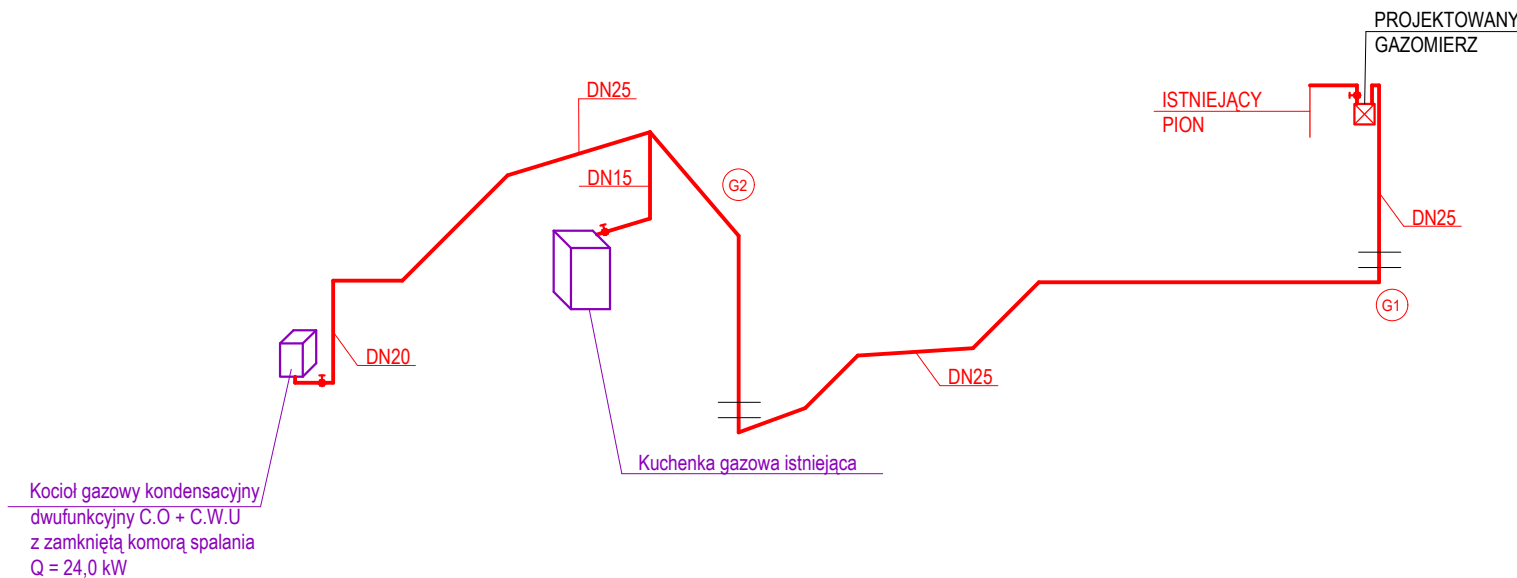 PROJEKTOWANY
GAZOMIERZ
ISTNIEJĄCY
PION
DN25
DN15
G2
DN25
G1
DN20
DN25
Kuchenka gazowa istniejąca
Kocioł gazowy kondensacyjny
dwufunkcyjny C.O + C.W.U
z zamkniętą komorą spalania
Q = 24,0 kW